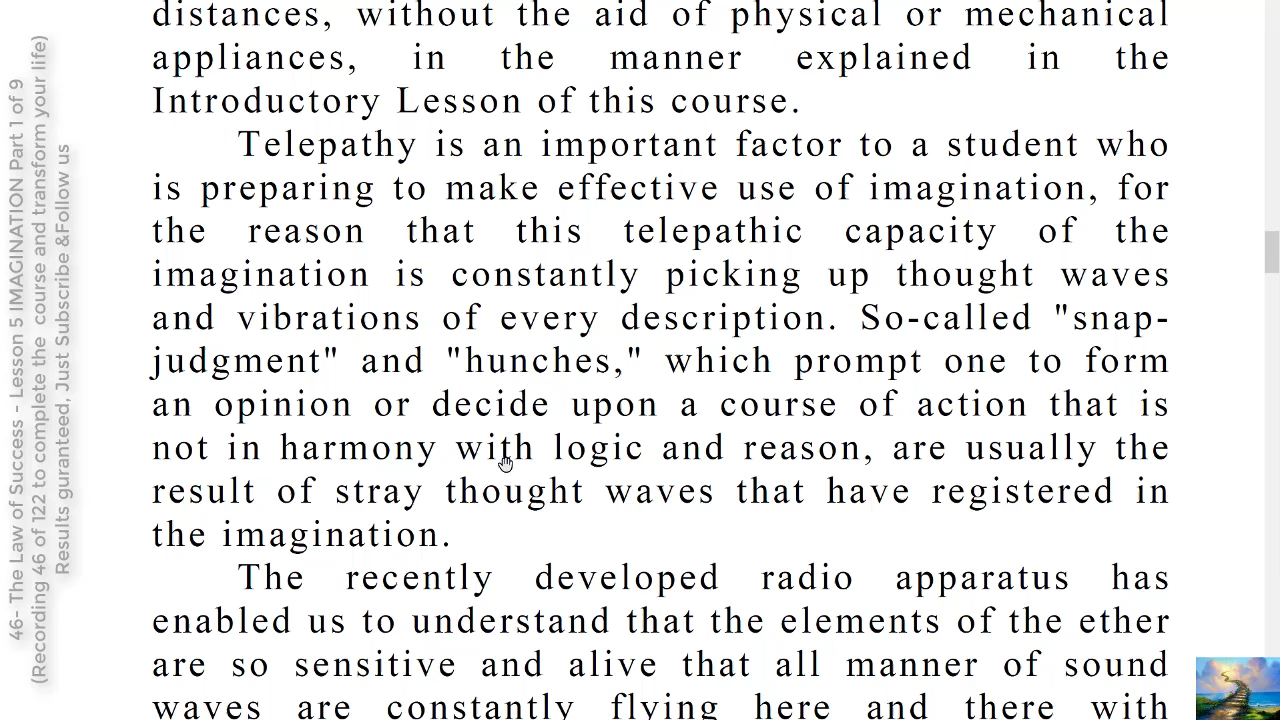 distances, without the aid of physical or mechanical
appliances, in the manner explained in the
Introductory Lesson of this course.
Telepathy is an important factor to a student who
is preparing to make effective use of imagination, for
the reason that this telepathic capacity of the
imagination is constantly picking up thought waves
and vibrations of every description. So-called "snap-
judgment" and "hunches," which prompt one to form
an opinion or decide upon a course of action that is
not in harmony with logic and reason, are usually the
result of stray thought waves that have registered in
the imagination.
The recently developed radio apparatus has
enabled us to understand that the elements of the ether
are so sensitive and alive that all manner of sound
waves are constantly flying here and there with
46- The Law of Success - Lesson 5 IMAGINATION Part 1 of 9
(Recording 46 of 122 to complete the course and transform your life)
Results guranteed, Just Subscribe &Follow us